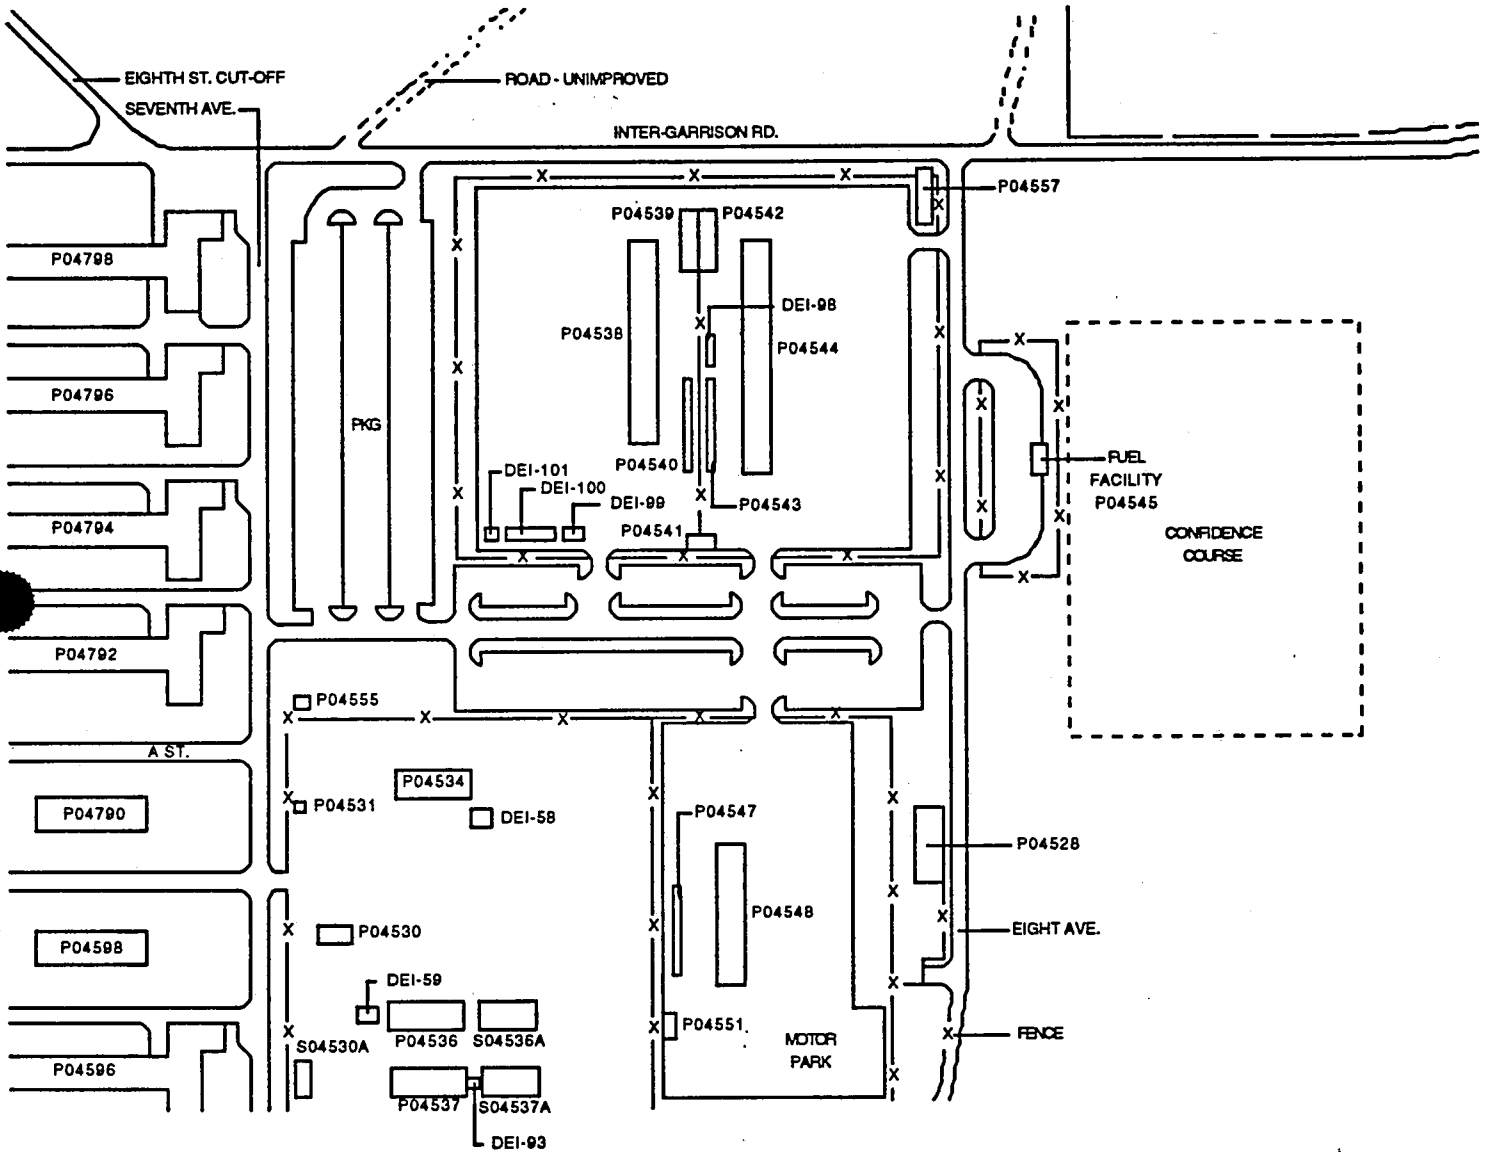 EIGHTH ST. CUT-OFF
ROAD - UNIMPROVED
SEVENTH AVE.
INTER-GARRISON RD.
P04557
P04539
P04542
P04798
DEI-98
P04538
P04544
P04796
PKG
FUEL
FACILITY
P04545
P04540
DEI-101
DEI-100
DEI-99
P04543
P04794
P04541
CONFIDENCE
COURSE
P04792
P04555
A ST.
P04534
P04531
DEI-58
P04790
P04547
P04528
P04548
P04530
EIGHT AVE.
P04598
DEI-59
P04551
FENCE
P04536
S04536A
S04530A
MOTOR
PARK
P04596
P04537
S04537A
DEI-93